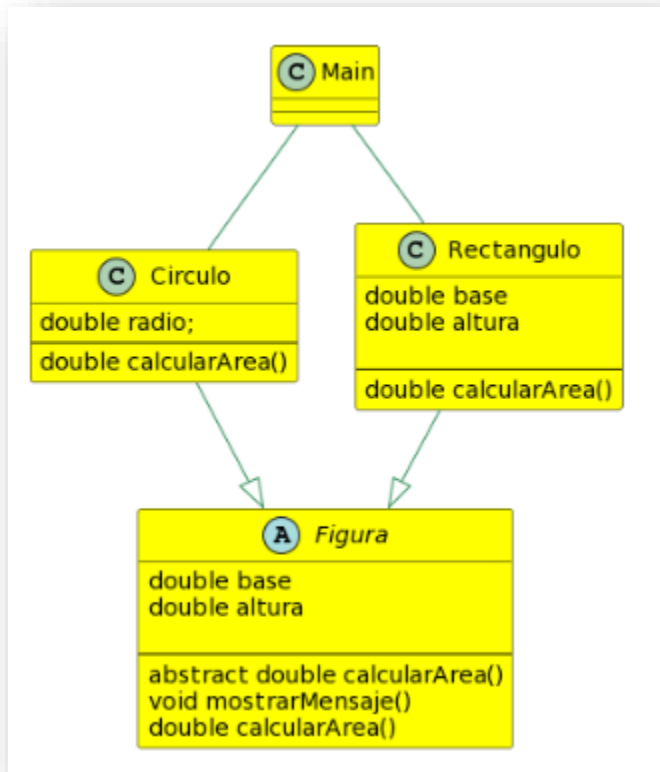 C Main
C Circulo
double radio;
double calcularArea()
C Rectangulo
double base
double altura
double calcularArea()
A Figura
double base
double altura
abstract double calcularArea()
void mostrarMensaje()
double calcularArea()